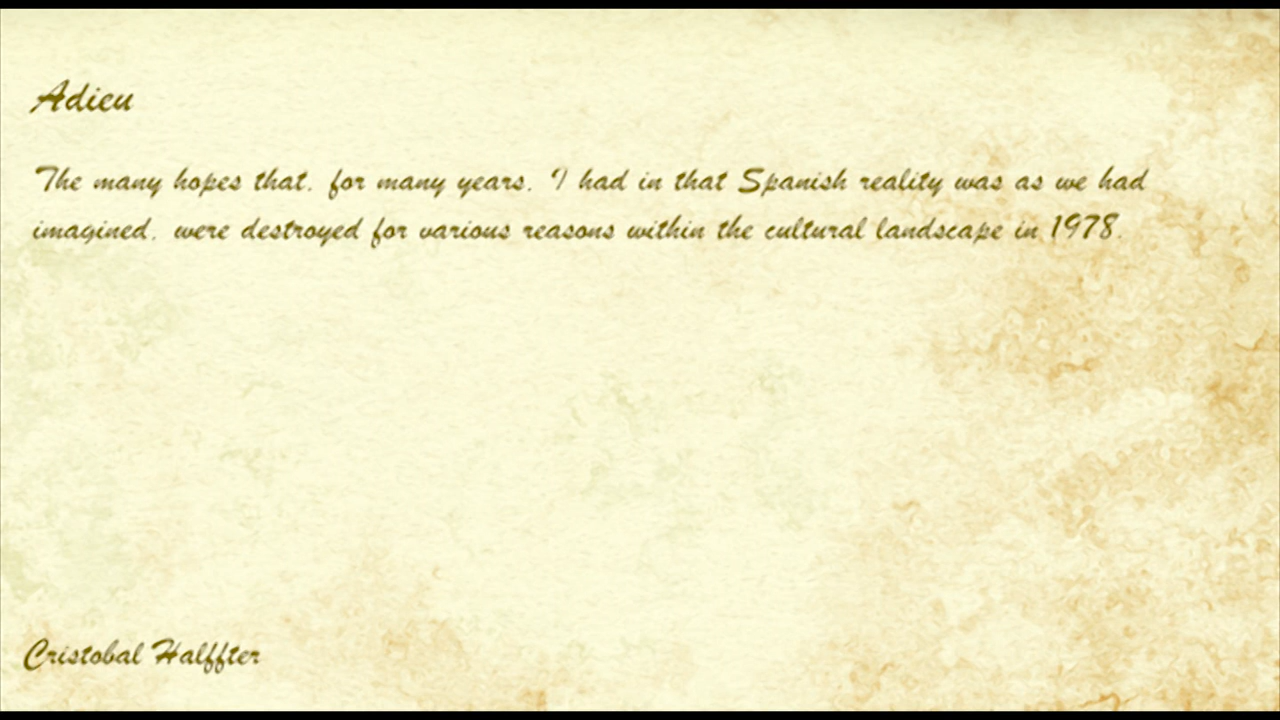 Adieu
The many hopes that, for many years, I had in that Spanish reality was as we had
imagined, were destroyed for various reasons within the cultural landscape in 1978.
Cristobal Halffter